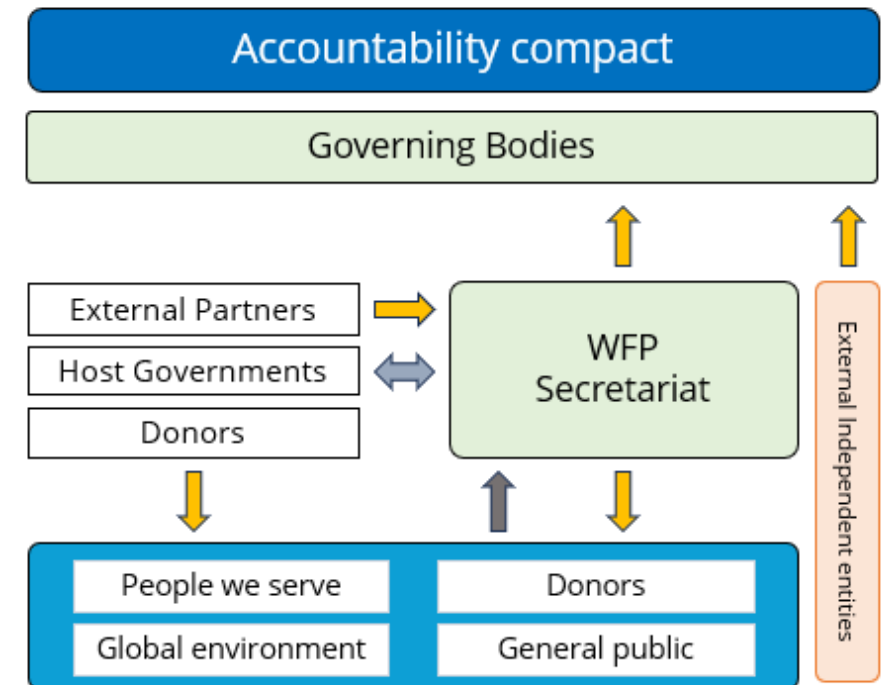 Accountability compact
Governing Bodies
External Partners
Host Governments
Donors
WFP
Secretariat
External Independent entities
People we serve
Donors
Global environment
General public